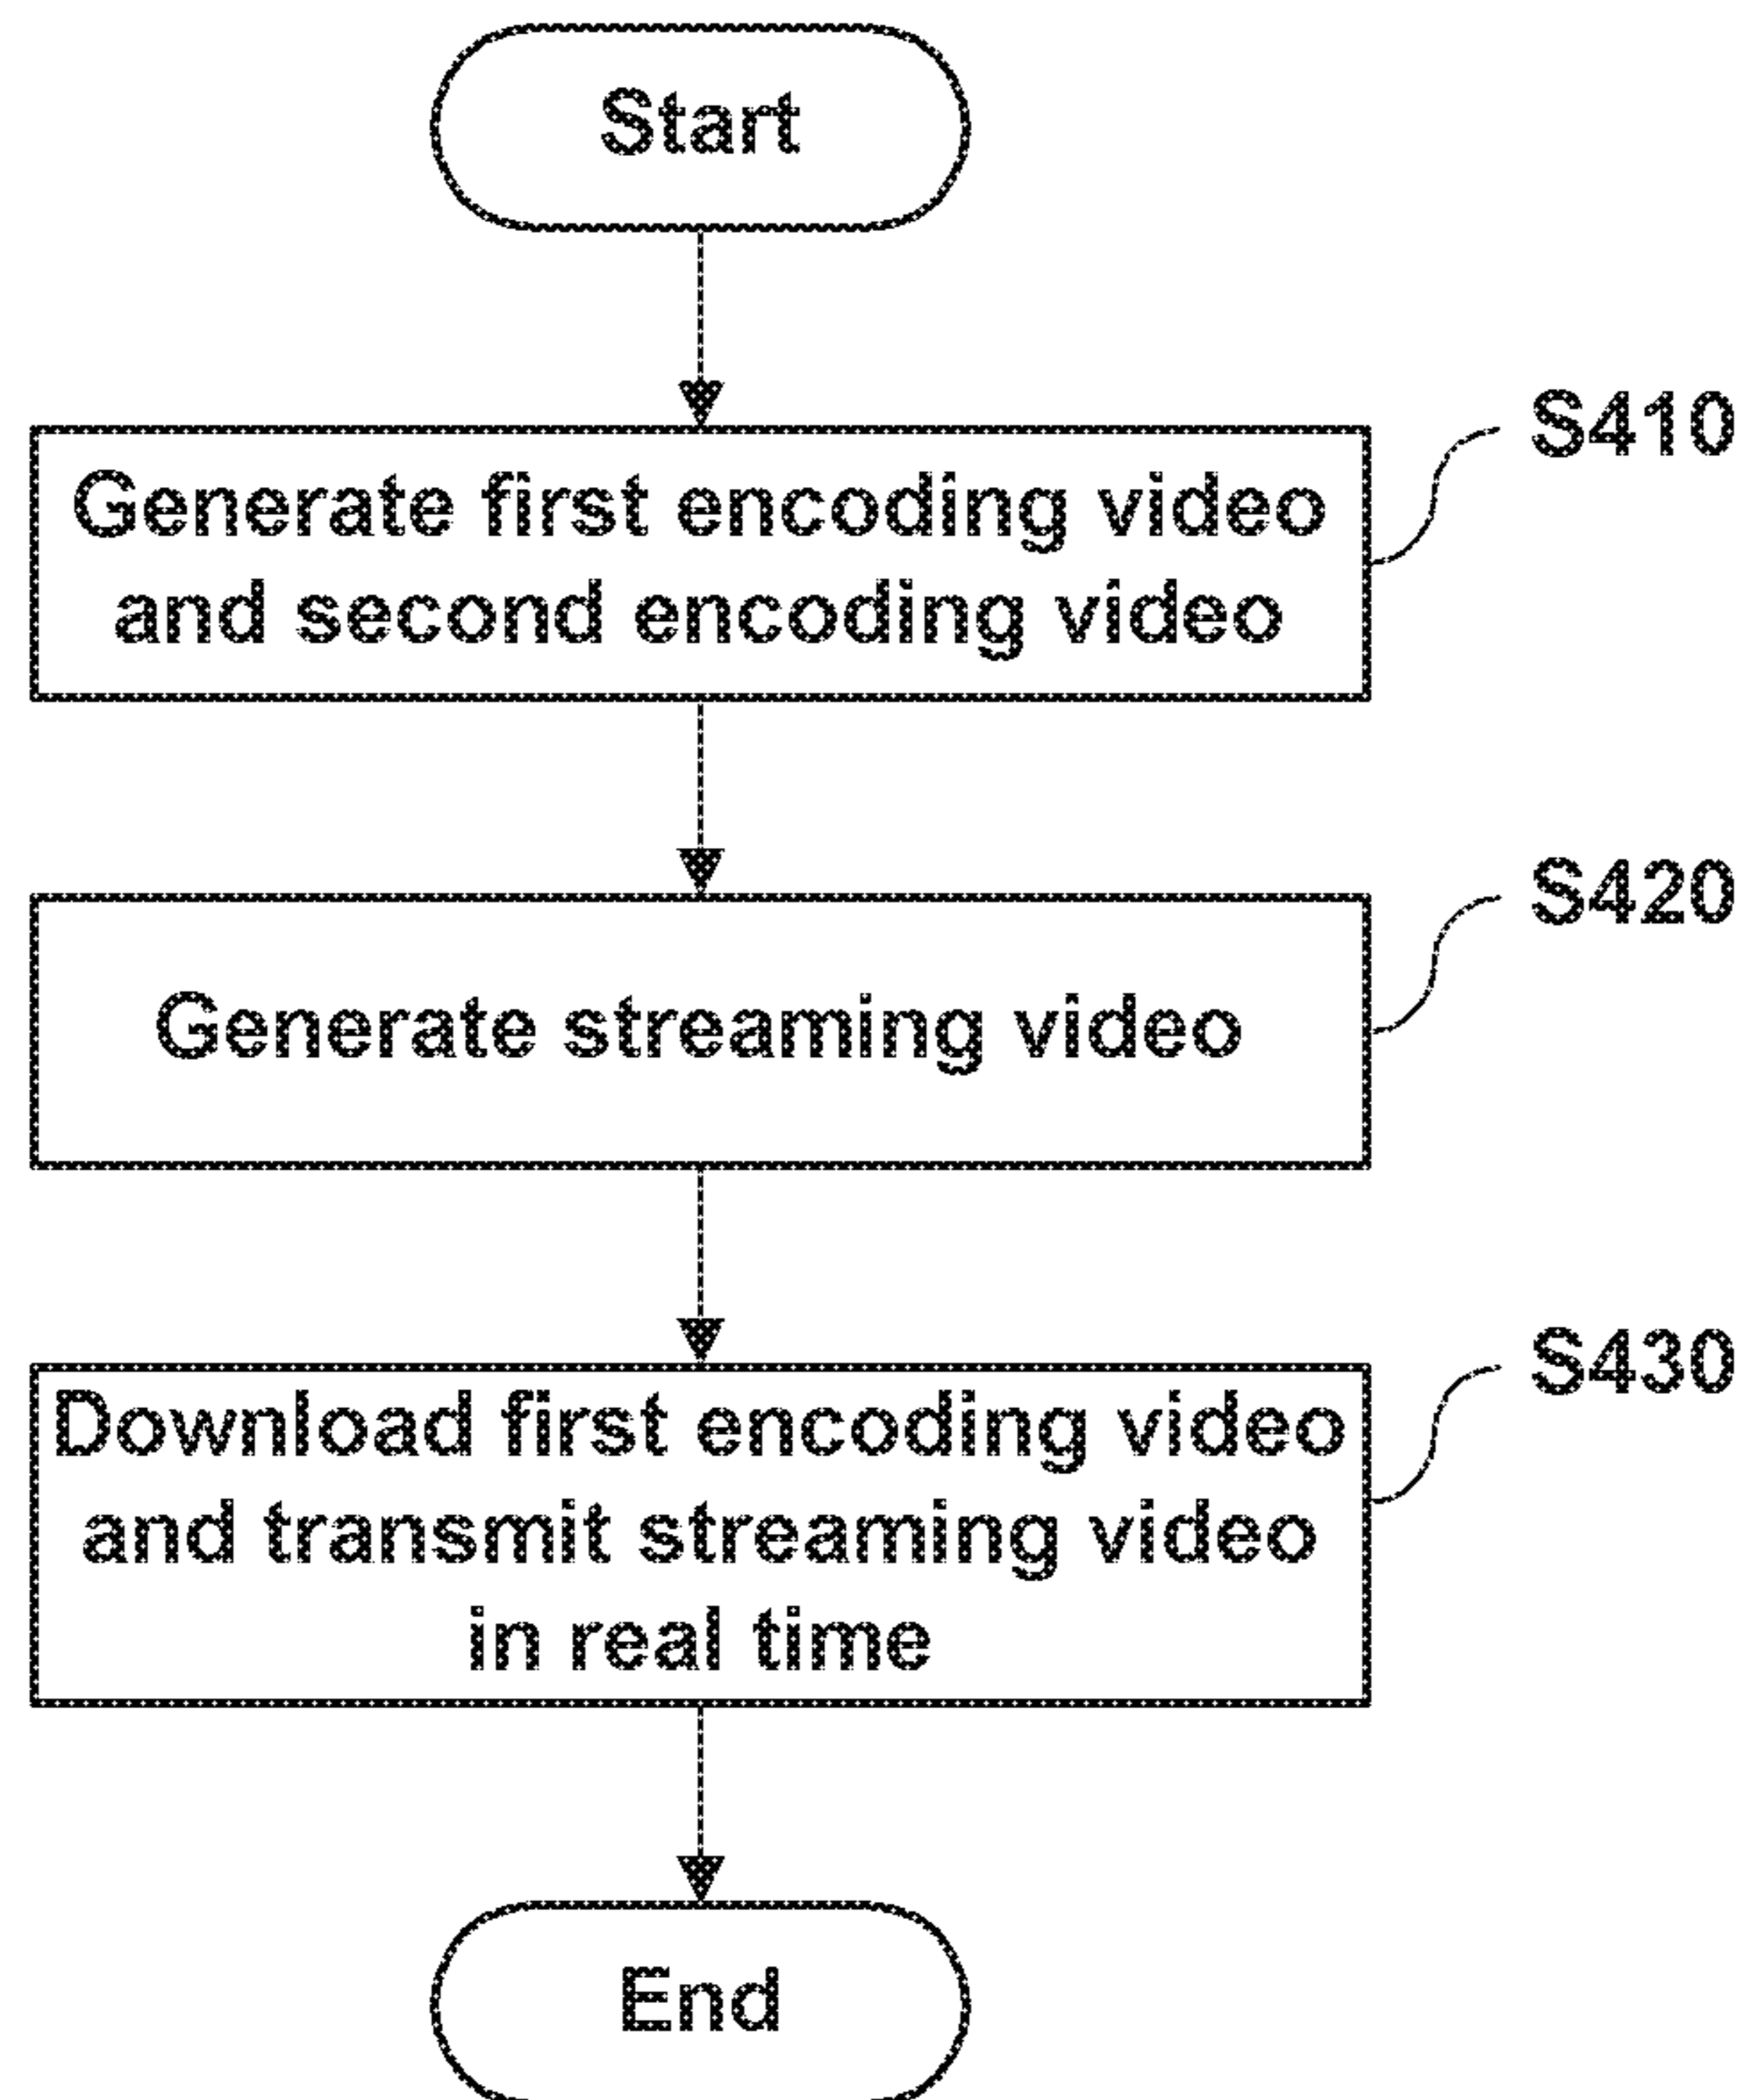 Start
S410
Generate first encoding video
and second encoding video
S420
Generate streaming video
S430
Download first encoding video
and transmit streaming video
in real time
End